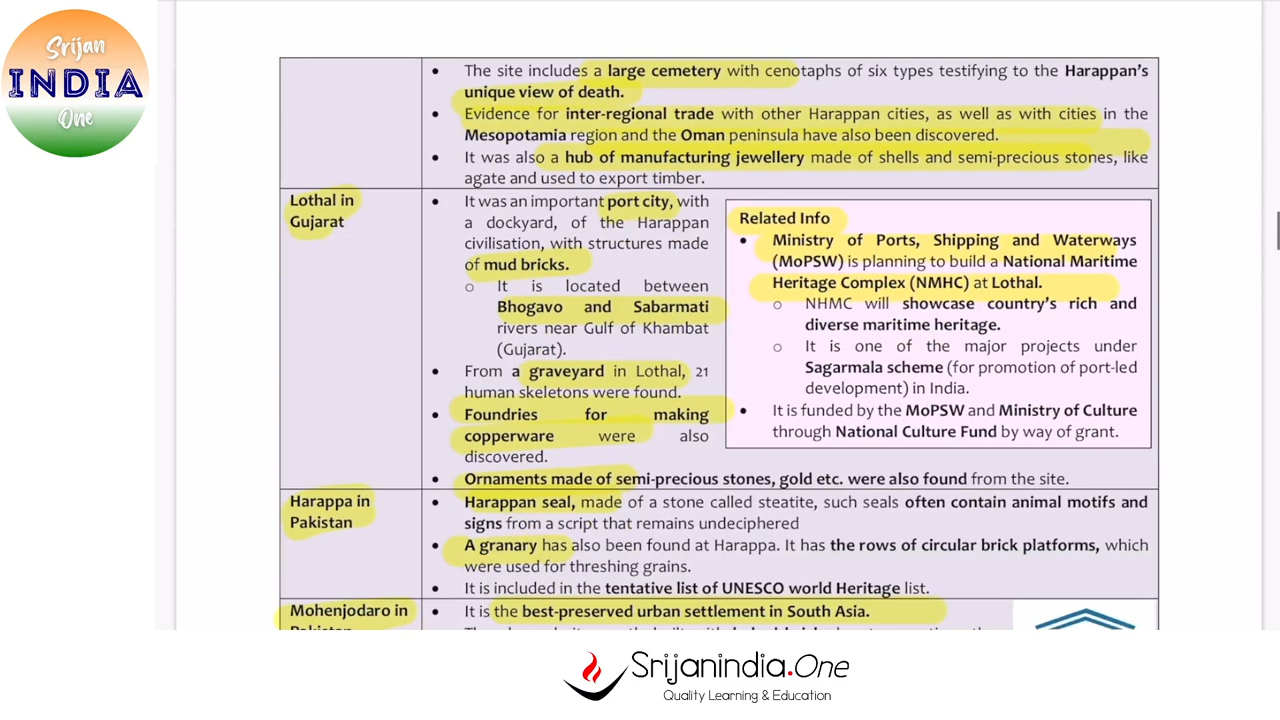 Srijan
INDIA
One
• The site includes a large cemetery with cenotaphs of six types testifying to the Harappan's
unique view of death.
• Evidence for inter-regional trade with other Harappan cities, as well as with cities in the
Mesopotamia region and the Oman peninsula have also been discovered.
• It was also a hub of manufacturing jewellery made of shells and semi-precious stones, like
agate and used to export timber.
Lothal in
Gujarat
• It was an important port city, with
a dockyard, of the Harappan
civilisation, with structures made
of mud bricks.
o It is located between
Bhogavo and Sabarmati
rivers near Gulf of Khambat
(Gujarat).
• From a graveyard in Lothal, 21
human skeletons were found.
• Foundries for making
copperware were also
discovered.
• Ornaments made of semi-precious stones, gold etc. were also found from the site.
Related Info
• Ministry of Ports, Shipping and Waterways
(MoPSW) is planning to build a National Maritime
Heritage Complex (NMHC) at Lothal.
o NHMC will showcase country's rich and
diverse maritime heritage.
o It is one of the major projects under
Sagarmala scheme (for promotion of port-led
development) in India.
• It is funded by the MoPSW and Ministry of Culture
through National Culture Fund by way of grant.
Harappa in
Pakistan
• Harappan seal, made of a stone called steatite, such seals often contain animal motifs and
signs from a script that remains undeciphered
• A granary has also been found at Harappa. It has the rows of circular brick platforms, which
were used for threshing grains.
• It is included in the tentative list of UNESCO world Heritage list.
Mohenjodaro in
• It is the best-preserved urban settlement in South Asia.
Srijanindia.One
Quality Learning & Education